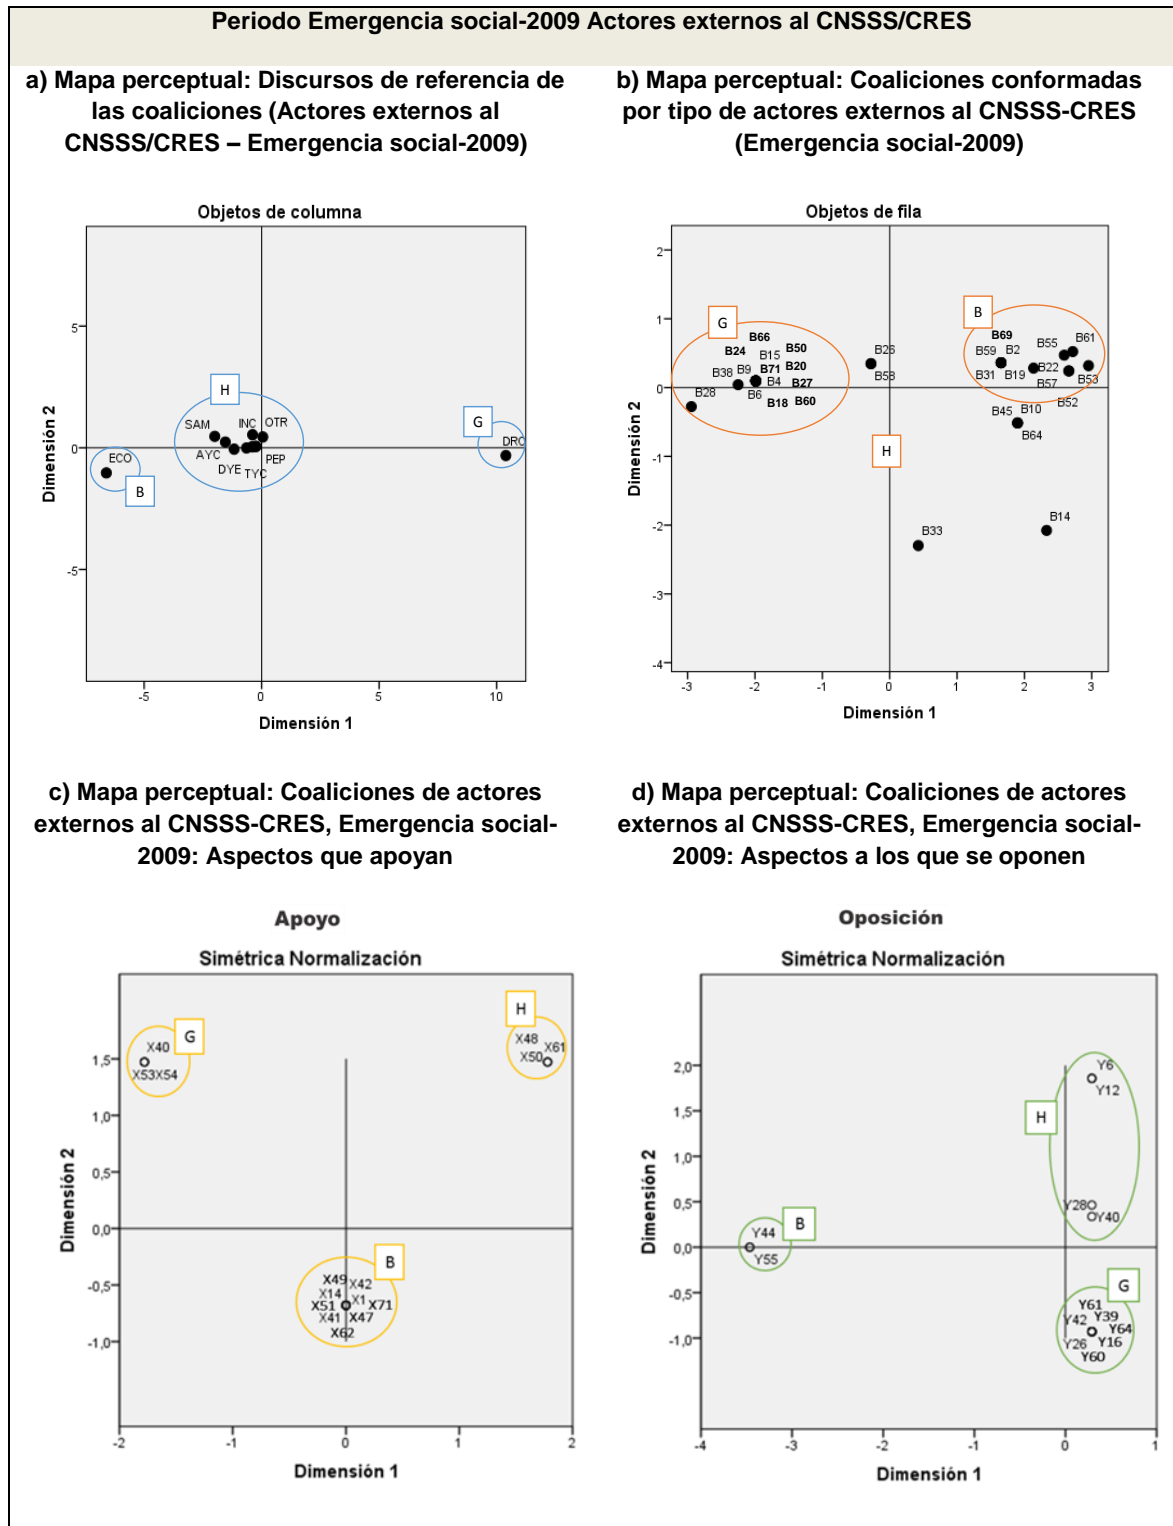 Periodo Emergencia social-2009 Actores externos al CNSSS/CRES
a) Mapa perceptual: Discursos de referencia de
las coaliciones (Actores externos al
CNSSS/CRES – Emergencia social-2009)
Objetos de columna
Dimensión 2
5
0
-5
H
SAM
INC
OTR
AYC
DYE
TYC
PEP
ECO
B
G
DRC
-5
0
5
10
Dimensión 1
b) Mapa perceptual: Coaliciones conformadas
por tipo de actores externos al CNSSS-CRES
(Emergencia social-2009)
Objetos de fila
Dimensión 2
2
1
0
-1
-2
-3
-4
G
B66
B24
B15
B50
B38
B9
B71
B20
B28
B6
B4
B27
B18
B60
B26
B58
H
B
B69
B59
B2
B55
B61
B31
B19
B22
B57
B53
B52
B45
B10
B64
B33
B14
-3
-2
-1
0
1
2
3
Dimensión 1
c) Mapa perceptual: Coaliciones de actores
externos al CNSSS-CRES, Emergencia social-
2009: Aspectos que apoyan
Apoyo
Simétrica Normalización
Dimensión 2
1,5
1,0
0,5
0,0
-0,5
-1,0
G
X40
X53X54
H
X48
X50
X61
B
X49
X42
X14
X51
X1
X71
X41
X47
X62
-2
-1
0
1
2
Dimensión 1
d) Mapa perceptual: Coaliciones de actores
externos al CNSSS-CRES, Emergencia social-
2009: Aspectos a los que se oponen
Oposición
Simétrica Normalización
Dimensión 2
2,0
1,5
1,0
0,5
0,0
-0,5
-1,0
H
Y6
Y12
Y28
Y40
B
Y44
Y55
G
Y61
Y42
Y39
Y64
Y26
Y16
Y60
-4
-3
-2
-1
0
1
Dimensión 1